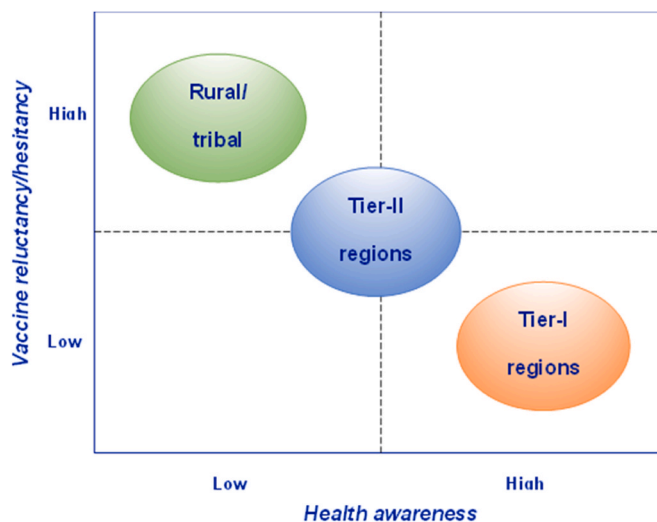 Vaccine reluctancy/hesitancy
High
Low
Rural/
tribal
Tier-II
regions
Tier-I
regions
Low
High
Health awareness